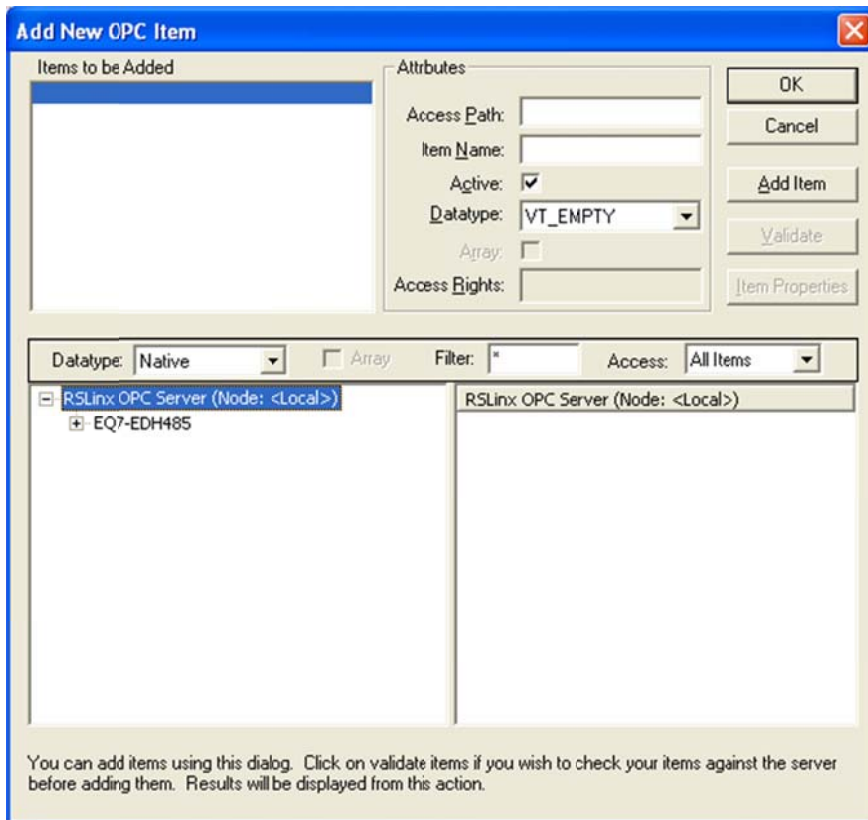 Add New OPC Item
Items to be Added
Attrbutes
Access Path:
Item Name:
Active:
Datatype: VT_EMPTY
Array:
Access Rights:
OK
Cancel
Add Item
Validate
Item Properties
Datatype: Native Array Filter: * Access: All Items
RSLinx OPC Server (Node: <Local>)
EQ7-EDH485
RSLinx OPC Server (Node: <Local>)
You can add items using this dialog. Click on validate items if you wish to check your items against the server
before adding them. Results will be displayed from this action.